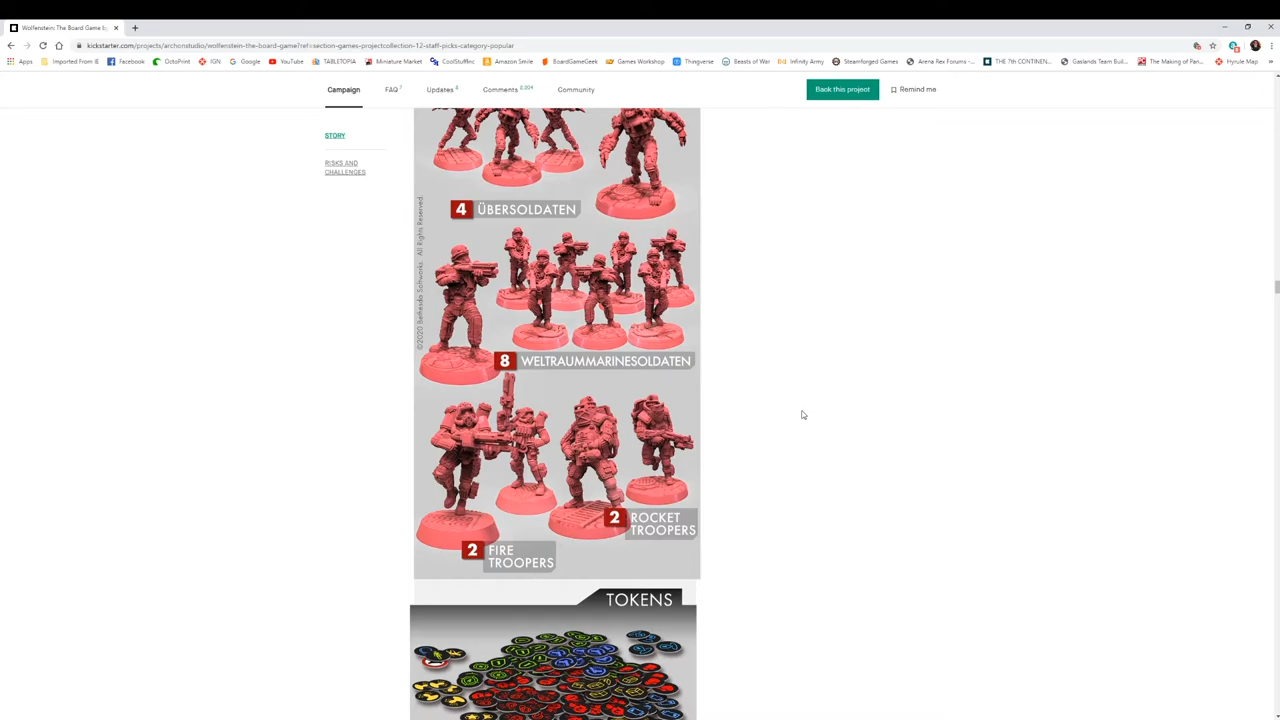 Wolfenstein: The Board Game by
kickstarter.com/projects/archonstudio/wolfenstein-the-board-game?ref=section-games-projectcollection-12-staff-picks-category-popular
Apps Imported From IE Facebook OctoPrint IGN Google YouTube TABLETOPIA Miniature Market CoolStuffInc Amazon Smile BoardGameGeek Games Workshop Thingiverse Beasts of War Infinity Army Steamforged Games Arena Rex Forums -... THE 7th CONTINEN... Gaslands Team Buil... The Making of Pan... Hyrule Map »
Campaign FAQ 7 Updates 8 Comments 8,204 Community Back this project Remind me
STORY
RISKS AND
CHALLENGES
4 ÜBERSOLDATEN
©2020 Bethesda Softworks. All Rights Reserved.
8 WELTRAUMMARINESOLDATEN
2 ROCKET
TROOPERS
2 FIRE
TROOPERS
TOKENS